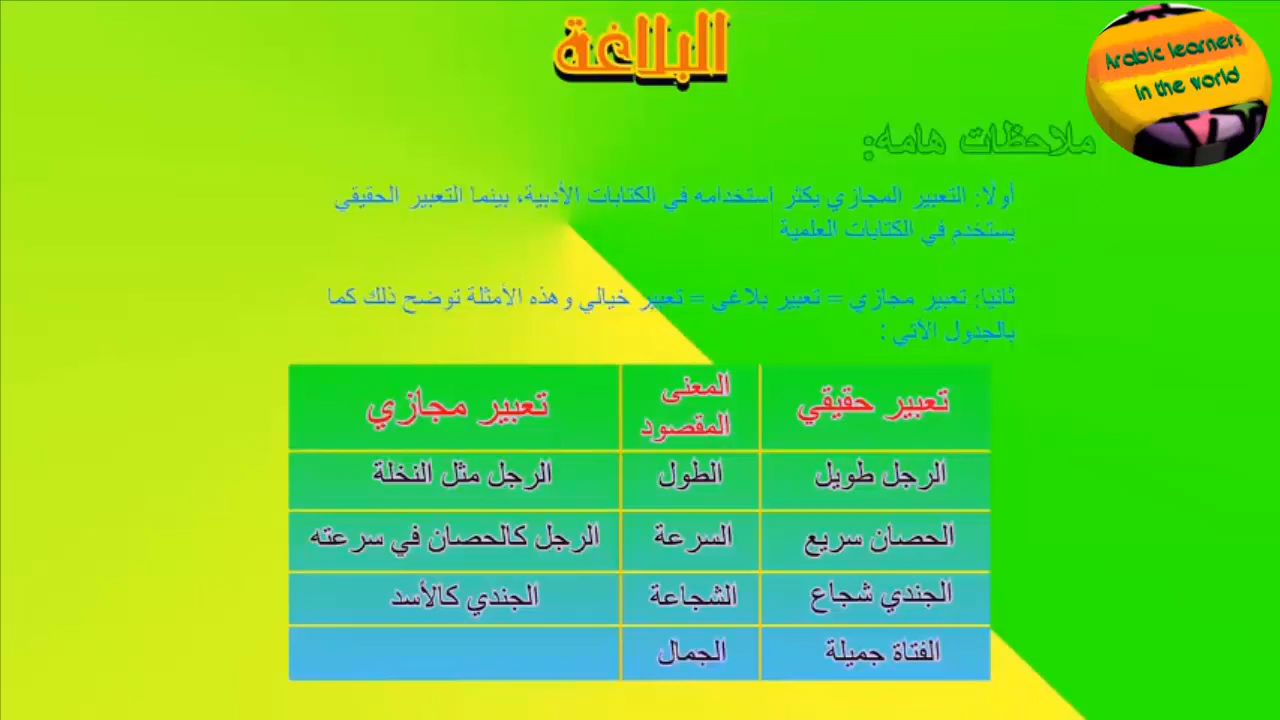 البلاغة
Arabic learners
in the world
ملاحظات هامه:
أولًا: التعبير المجازي يكثر استخدامه في الكتابات الأدبية، بينما التعبير الحقيقي
يستخدم في الكتابات العلمية
ثانيًا: تعبير مجازي = تعبير بلاغي = تعبير خيالي وهذه الأمثلة توضح ذلك كما
بالجدول الآتي :
تعبير حقيقي المعنى المقصود تعبير مجازي
الرجل طويل الطول الرجل مثل النخلة
الحصان سريع السرعة الرجل كالحصان في سرعته
الجندي شجاع الشجاعة الجندي كالأسد
الفتاة جميلة الجمال